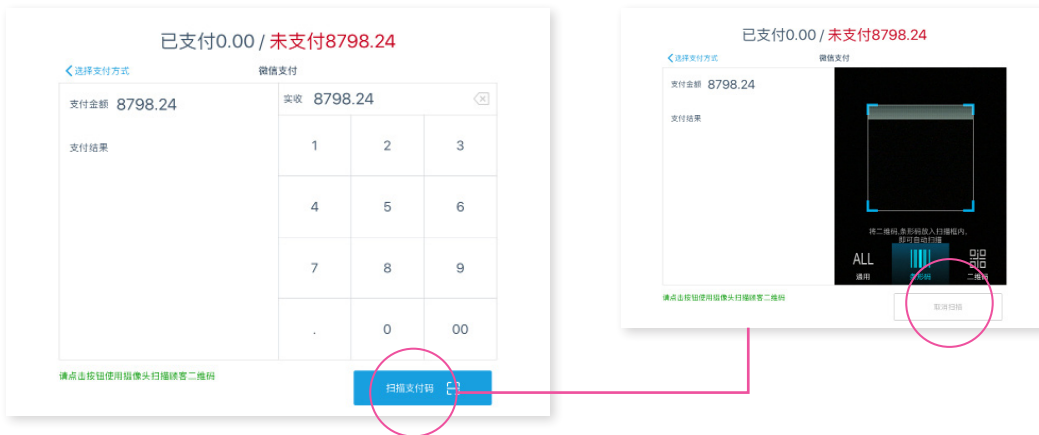 已支付0.00 / 未支付8798.24
选择支付方式
微信支付
支付金额 8798.24
实收 8798.24
支付结果
1 2 3
4 5 6
7 8 9
. 0 00
请点击按钮使用摄像头扫描顾客二维码
扫描支付码
已支付0.00 / 未支付8798.24
选择支付方式
微信支付
支付金额 8798.24
支付结果
将二维码,条形码放入扫描框内,
即可自动扫描
ALL
通用
条形码
二维码
请点击按钮使用摄像头扫描顾客二维码
取消扫描